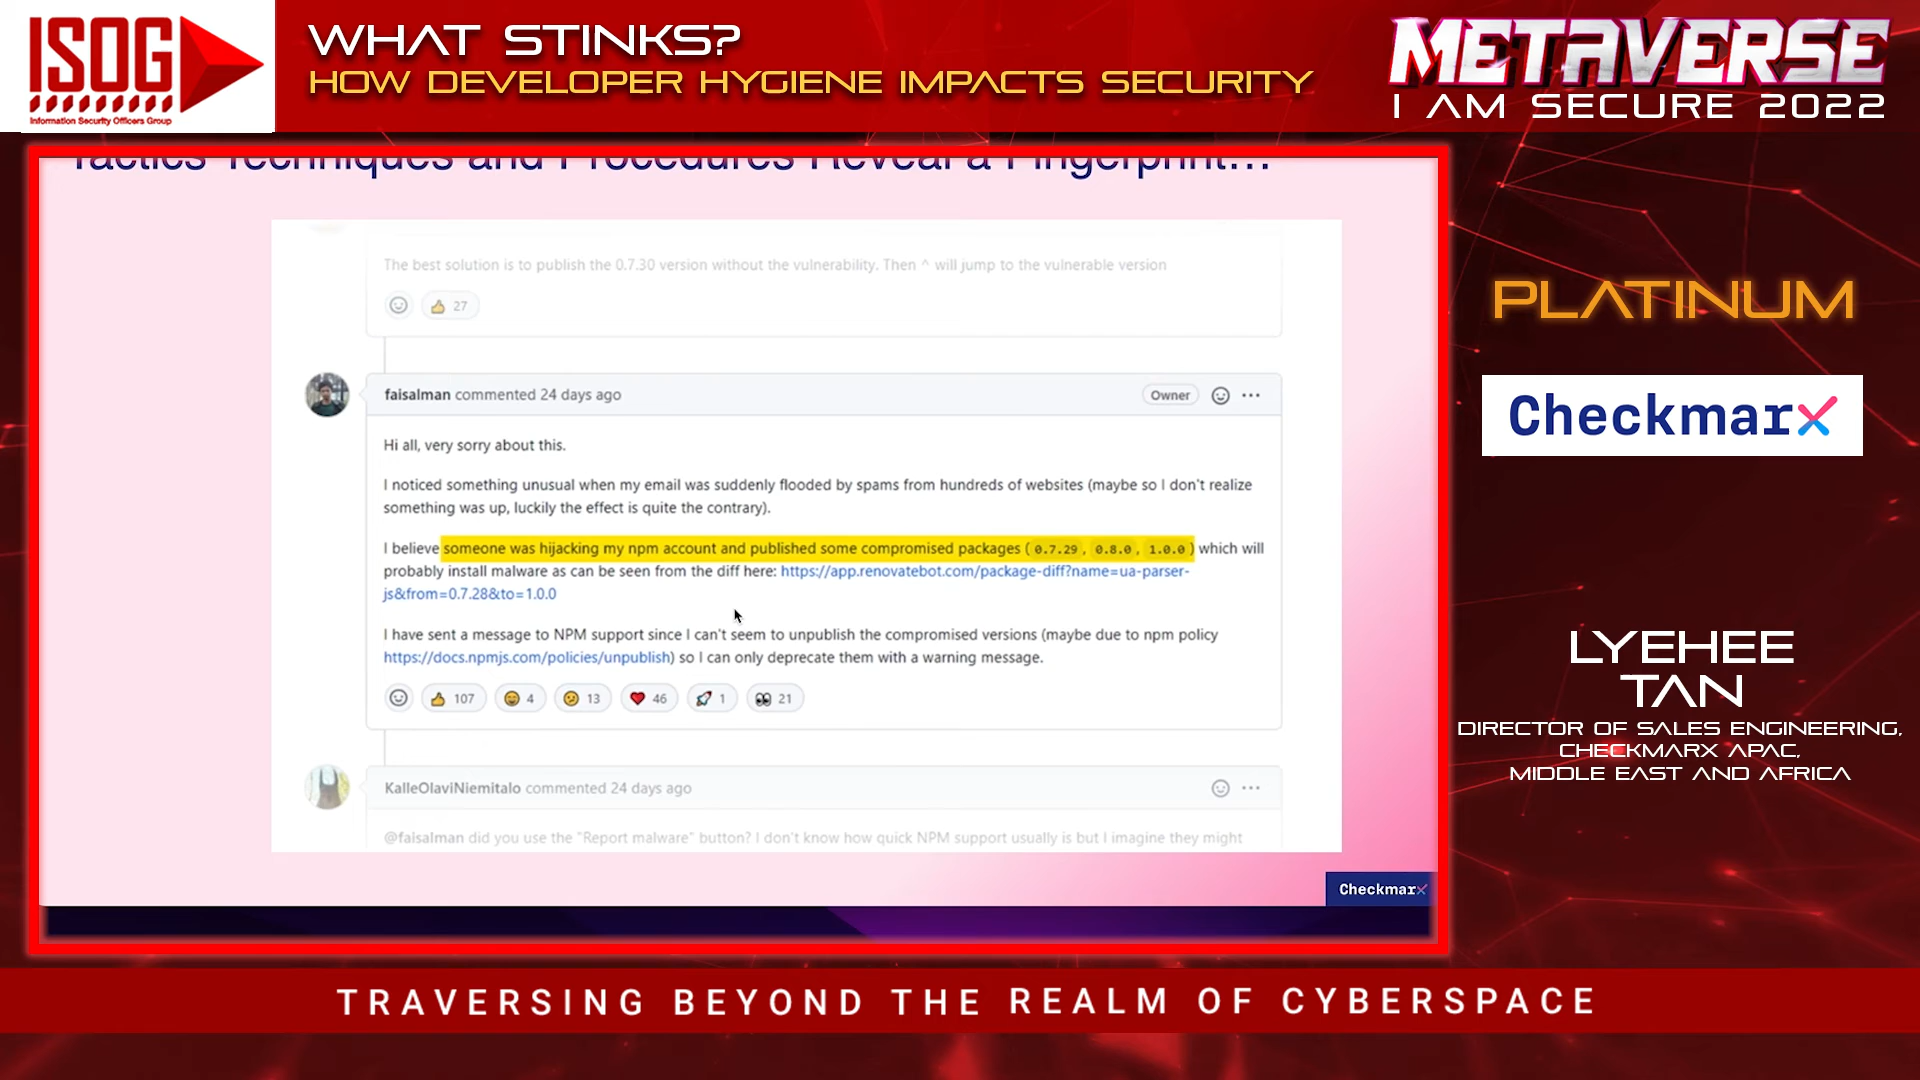 ISOG
Information Security Officers Group
WHAT STINKS?
HOW DEVELOPER HYGIENE IMPACTS SECURITY
METAVERSE
I AM SECURE 2022
Tactics Techniques and Procedures Reveal a Fingerprint...
The best solution is to publish the 0.7.30 version without the vulnerability. Then ^ will jump to the vulnerable version
27
faisalman commented 24 days ago
Owner
Hi all, very sorry about this.
I noticed something unusual when my email was suddenly flooded by spams from hundreds of websites (maybe so I don't realize
something was up, luckily the effect is quite the contrary).
I believe someone was hijacking my npm account and published some compromised packages ( 0.7.29 , 0.8.0 , 1.0.0 ) which will
probably install malware as can be seen from the diff here: https://app.renovatebot.com/package-diff?name=ua-parser-
js&from=0.7.28&to=1.0.0
I have sent a message to NPM support since I can't seem to unpublish the compromised versions (maybe due to npm policy
https://docs.npmjs.com/policies/unpublish) so I can only deprecate them with a warning message.
107 4 13 46 1 21
KalleOlaviNiemitalo commented 24 days ago
@faisalman did you use the "Report malware" button? I don't know how quick NPM support usually is but I imagine they might
Checkmarx
PLATINUM
Checkmarx
LYEHEE
TAN
DIRECTOR OF SALES ENGINEERING,
CHECKMARX APAC,
MIDDLE EAST AND AFRICA
TRAVERSING BEYOND THE REALM OF CYBERSPACE